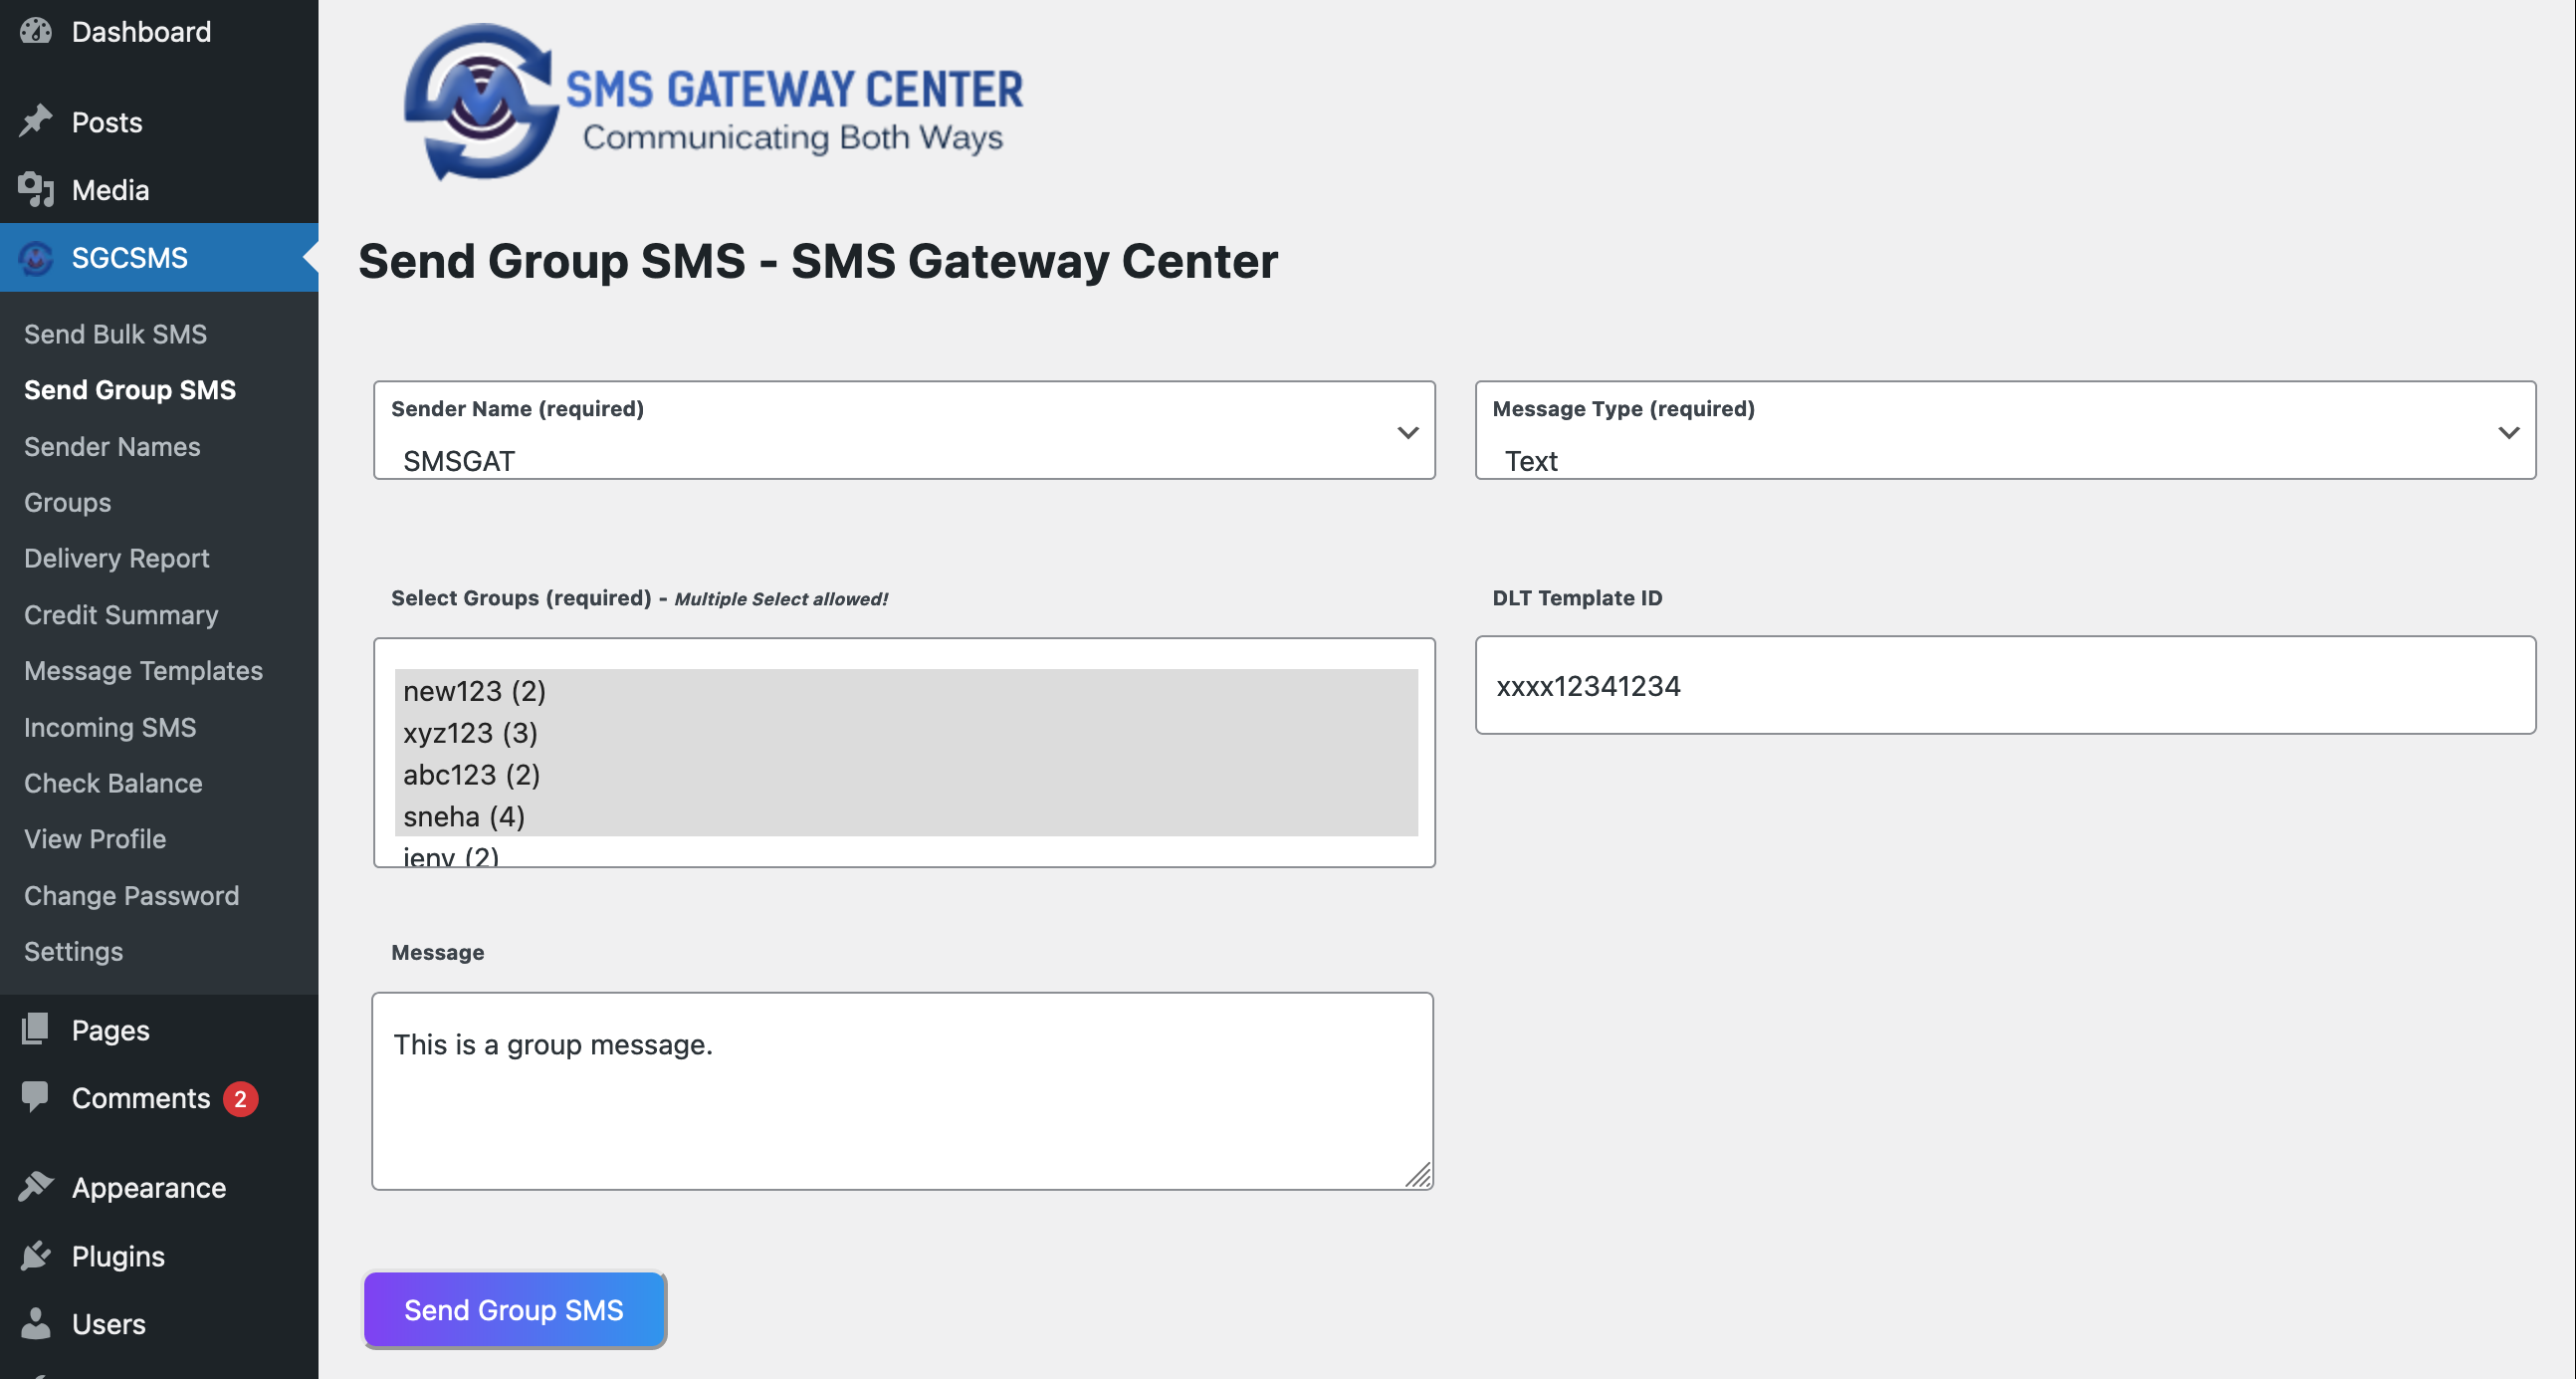 Dashboard
Posts
Media
SGCSMS
Send Bulk SMS
Send Group SMS
Sender Names
Groups
Delivery Report
Credit Summary
Message Templates
Incoming SMS
Check Balance
View Profile
Change Password
Settings
Pages
Comments 2
Appearance
Plugins
Users
SMS GATEWAY CENTER
Communicating Both Ways
Send Group SMS - SMS Gateway Center
Sender Name (required)
SMSGAT
Message Type (required)
Text
Select Groups (required) - Multiple Select allowed!
new123 (2)
xyz123 (3)
abc123 (2)
sneha (4)
jeny (2)
DLT Template ID
xxxx12341234
Message
This is a group message.
Send Group SMS